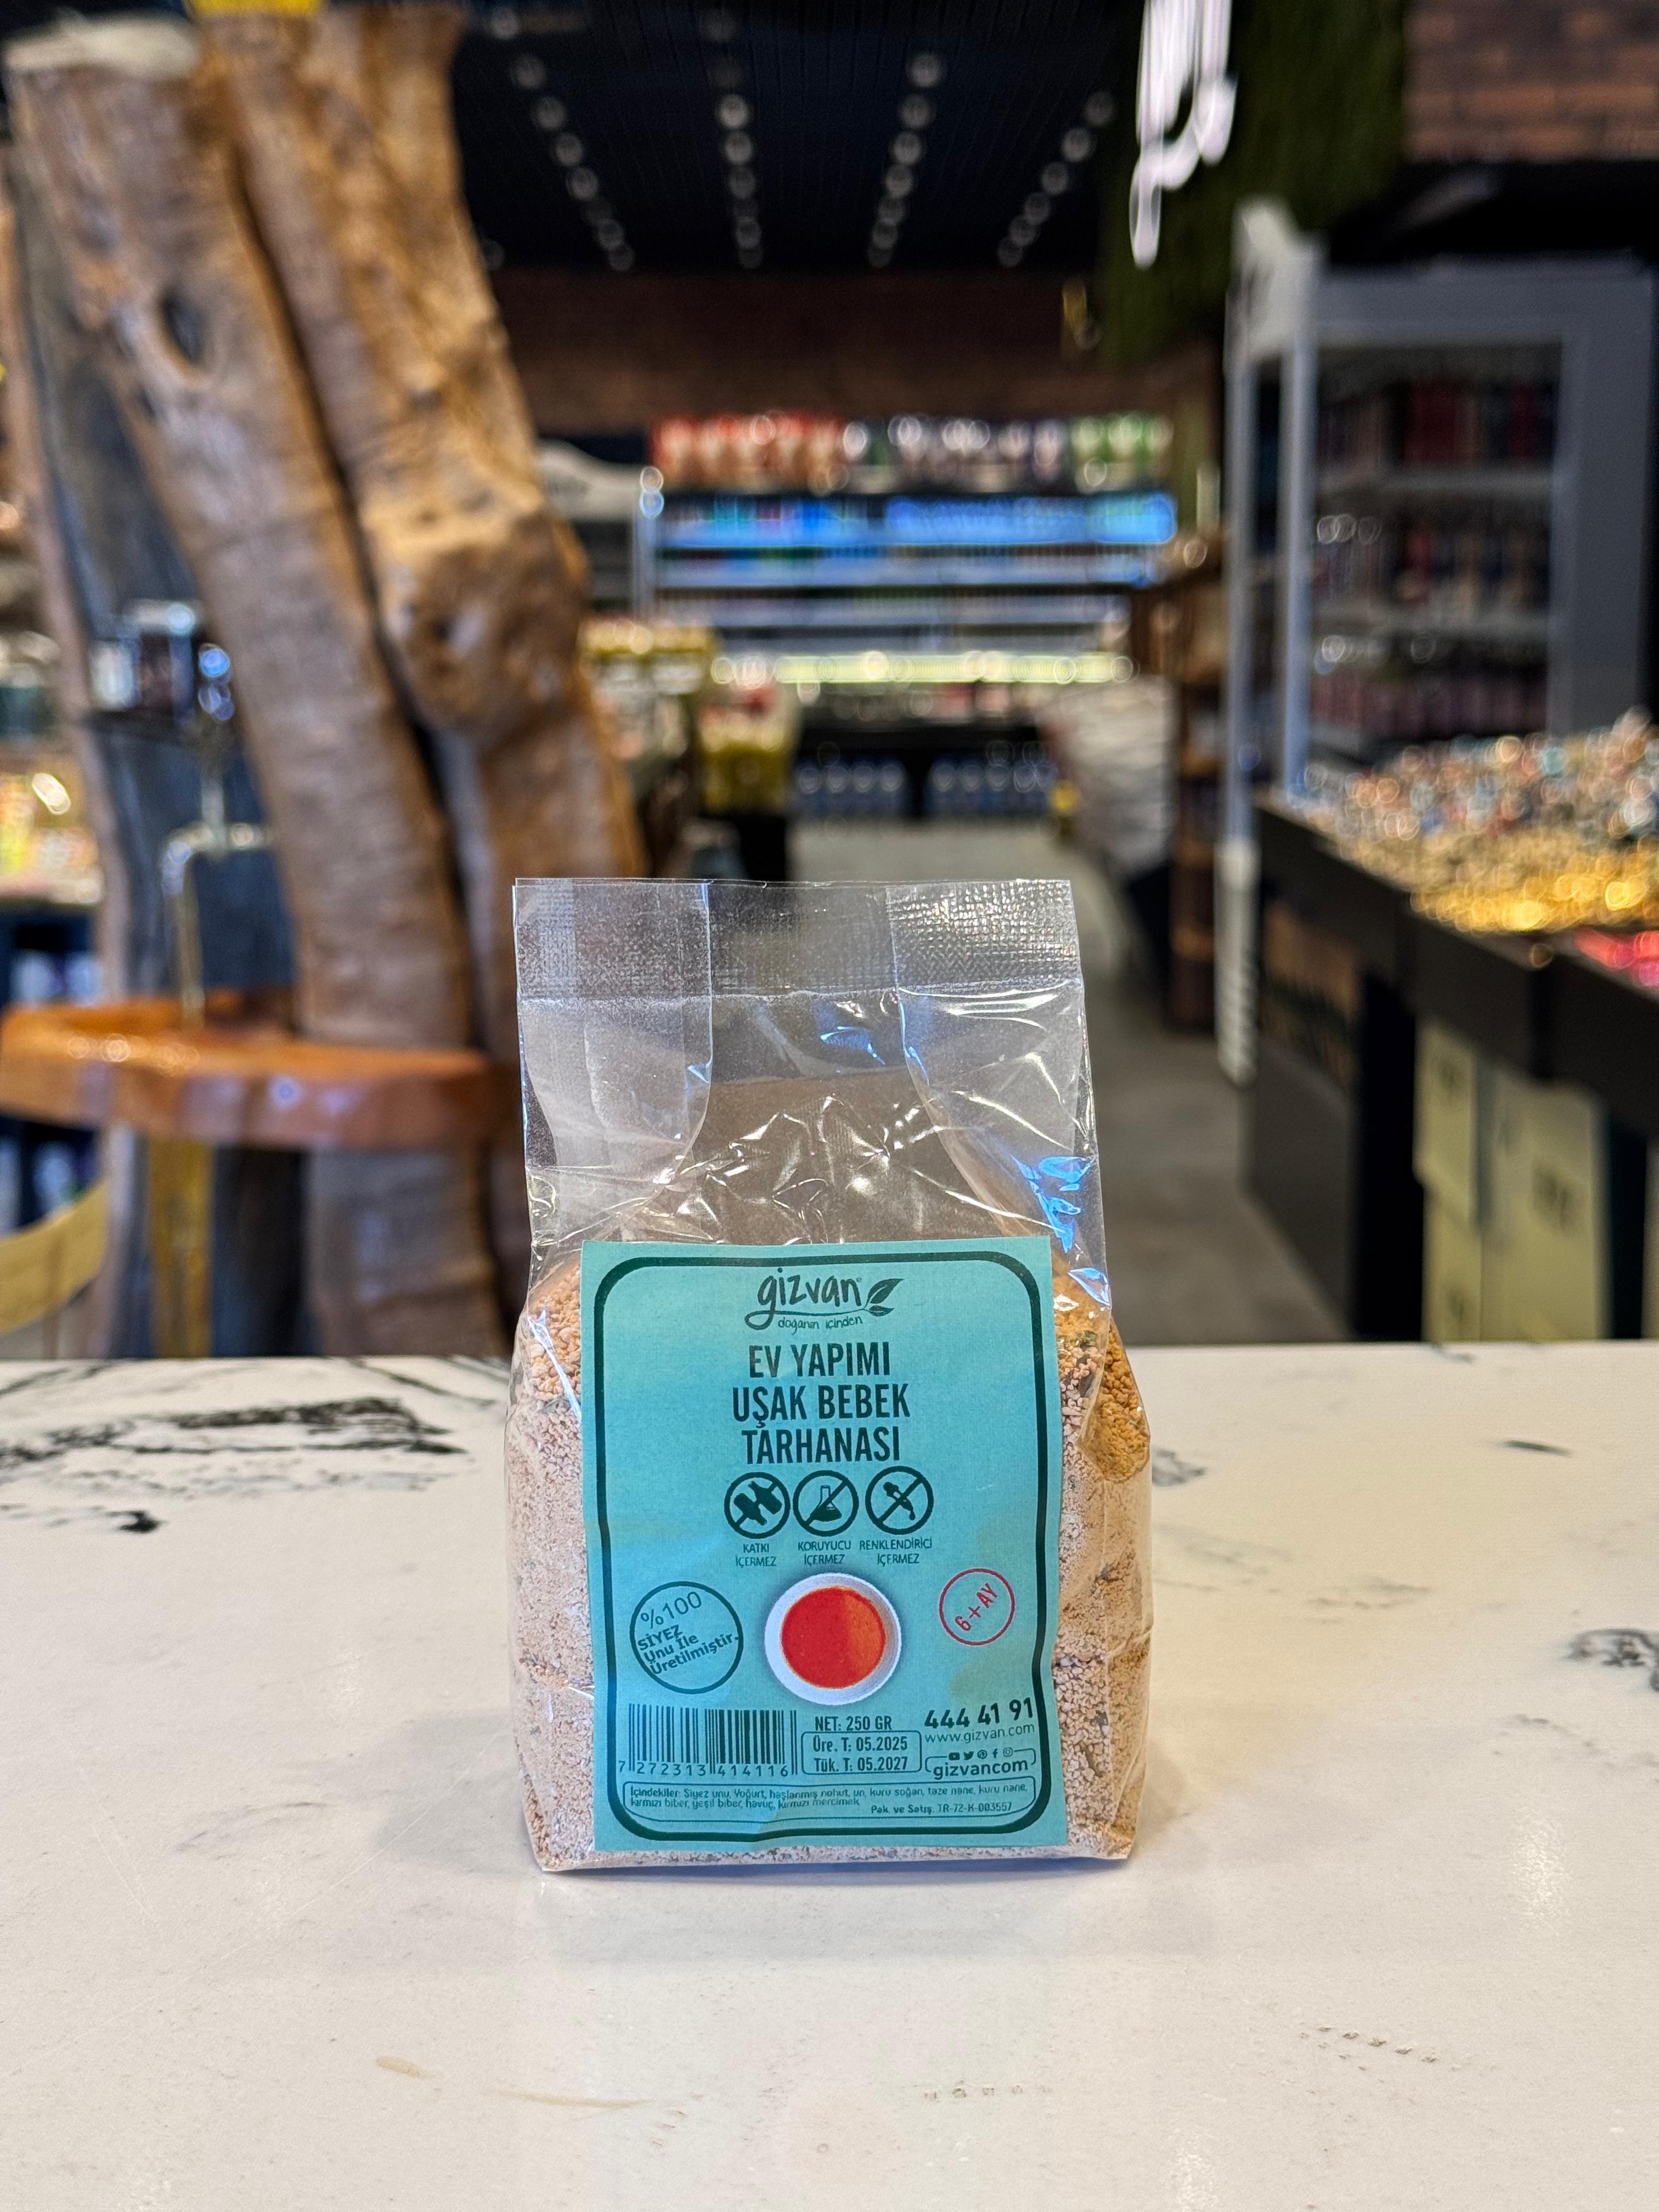 gizvan®
doğanın içinden
EV YAPIMI
UŞAK BEBEK
TARHANASI
KATKI
İÇERMEZ
KORUYUCU
İÇERMEZ
RENKLENDİRİCİ
İÇERMEZ
%100
SİYEZ
Unu İle
Üretilmiştir.
6+AY
7 272313 414116
NET: 250 GR
Üre. T: 05.2025
Tük. T: 05.2027
444 41 91
www.gizvan.com
gizvancom
İçindekiler: Siyez unu, Yoğurt, haşlanmış nohut, un, kuru soğan, taze nane, kuru nane,
kırmızı biber, yeşil biber, havuç, kırmızı mercimek
Pak. ve Satış. TR-72-K-003557